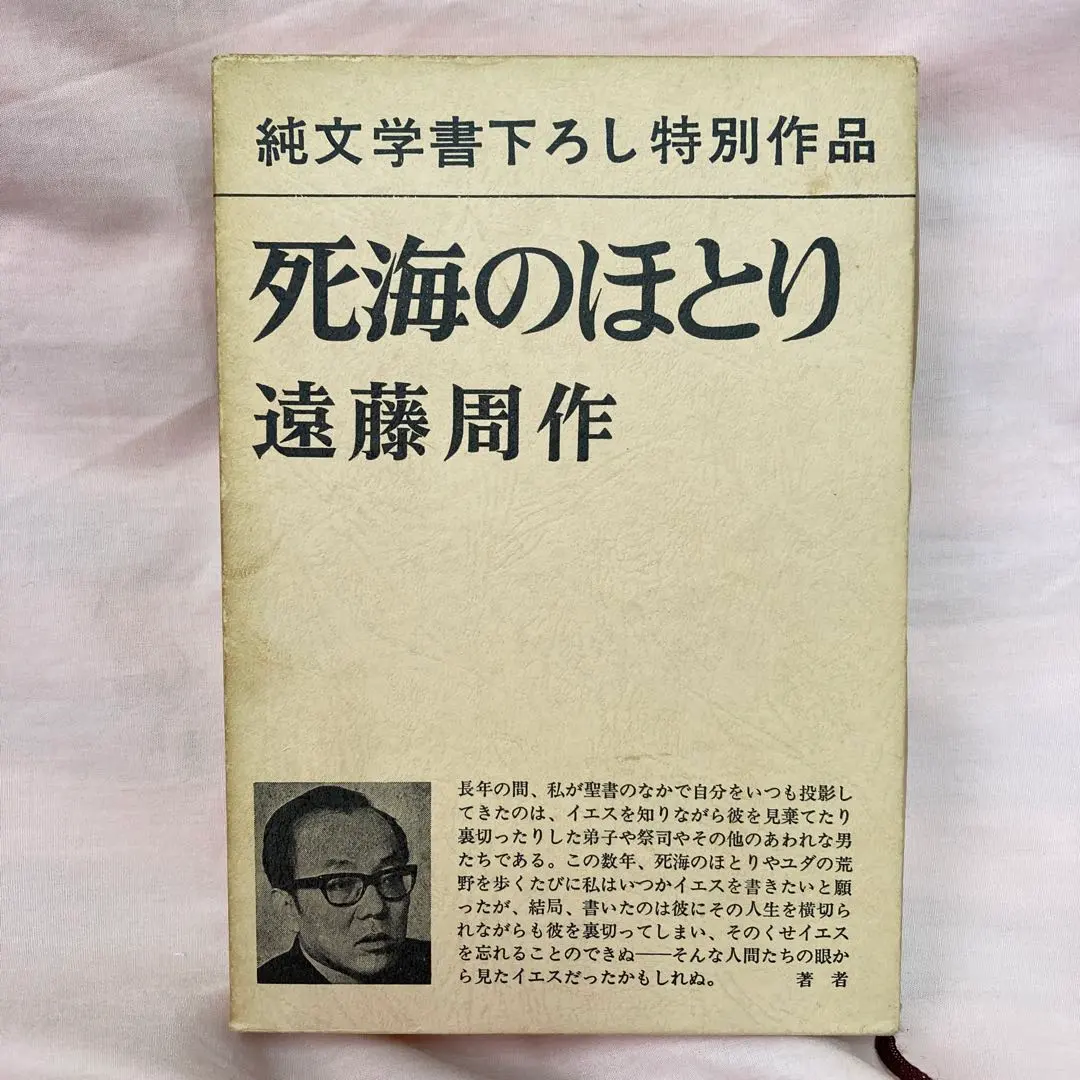 純文学書下ろし特別作品
死海のほとり
遠藤周作
長年の間、私が聖書のなかで自分をいつも投影し
てきたのは、イエスを知りながら彼を見棄てたり
裏切ったりした弟子や祭司やその他のあわれな男
たちである。この数年、死海のほとりやユダの荒
野を歩くたびに私はいつかイエスを書きたいと願
ったが、結局、書いたのは彼にその人生を横切ら
れながらも彼を裏切ってしまい、そのくせイエス
を忘れることのできぬ――そんな人間たちの眼か
ら見たイエスだったかもしれぬ。 著者